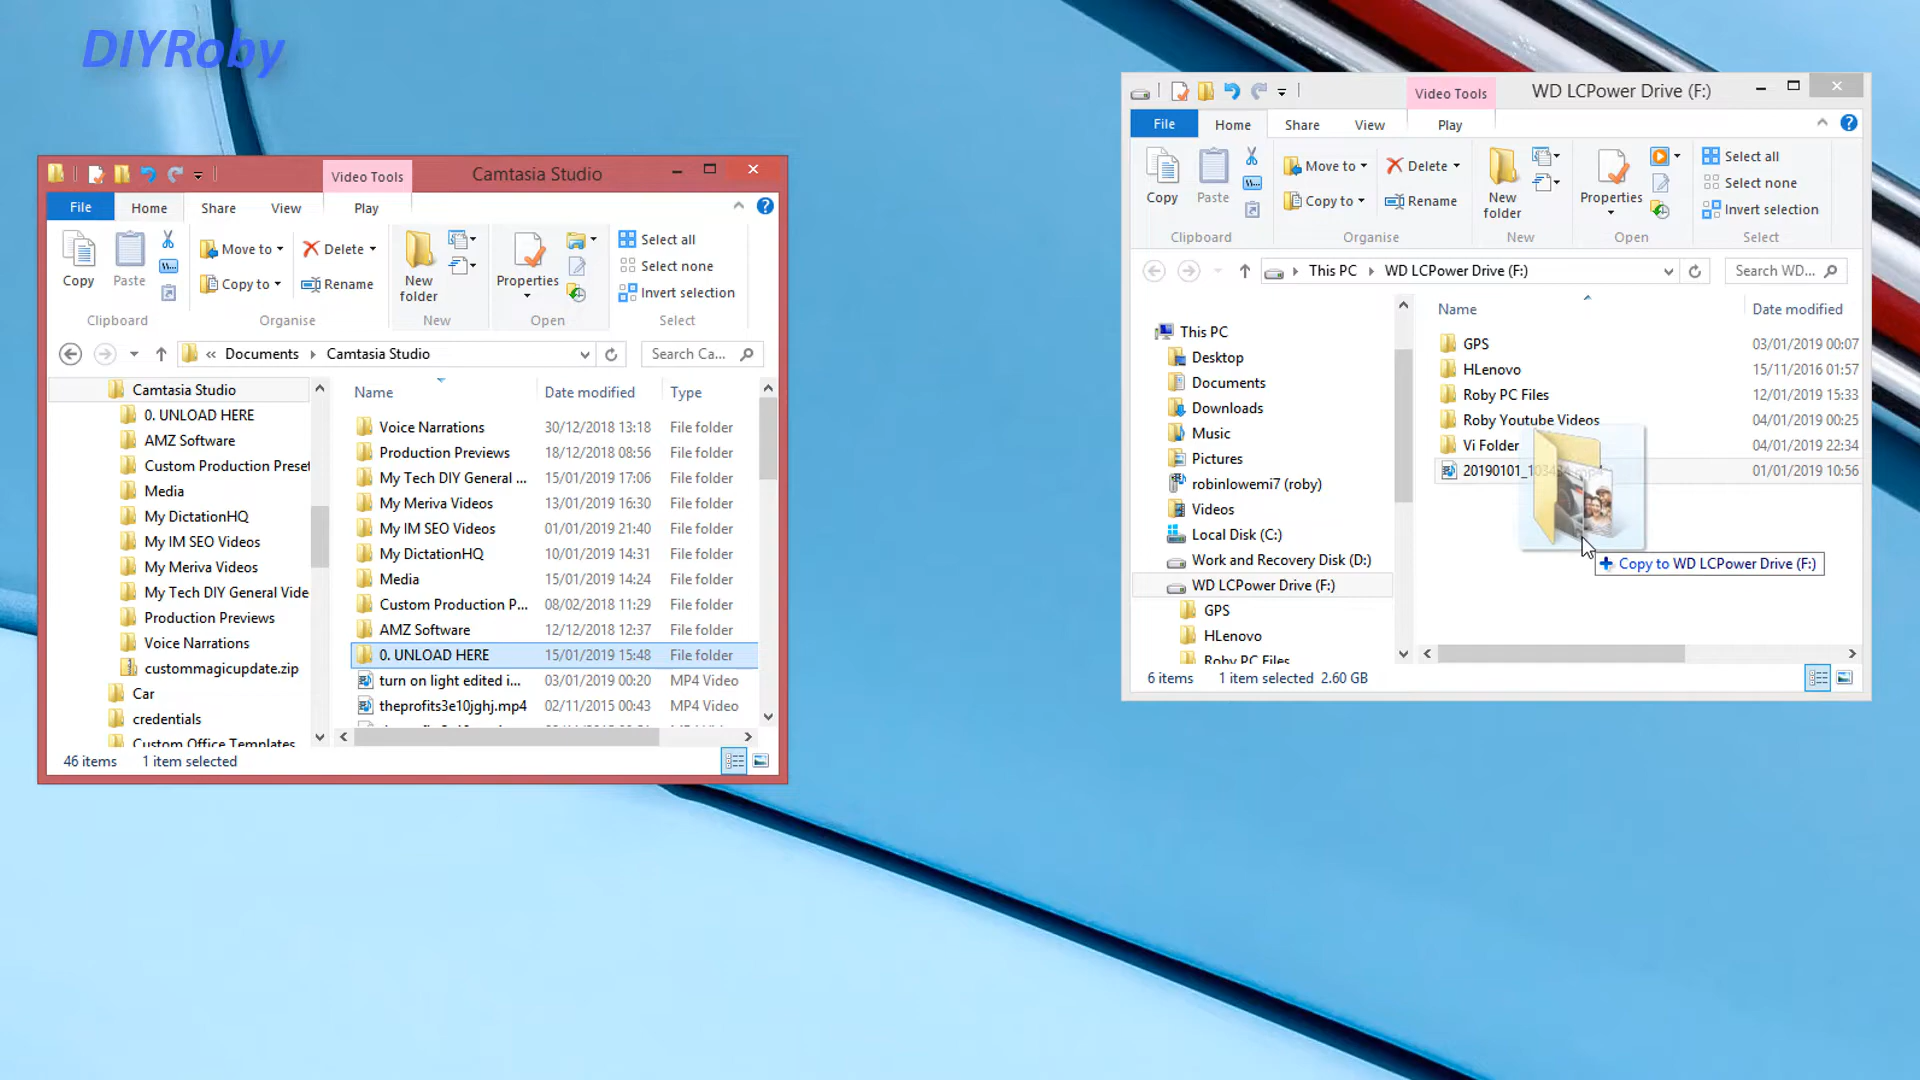 DIYRoby
Video Tools
Camtasia Studio
File
Home
Share
View
Play
Copy
Paste
Move to
Copy to
Delete
Rename
New folder
Properties
Select all
Select none
Invert selection
Clipboard
Organise
New
Open
Select
« Documents
Camtasia Studio
Search Ca...
Camtasia Studio
0. UNLOAD HERE
AMZ Software
Custom Production Preset
Media
My DictationHQ
My IM SEO Videos
My Meriva Videos
My Tech DIY General Vide
Production Previews
Voice Narrations
custommagicupdate.zip
Car
credentials
Custom Office Templates
Name Date modified Type
Voice Narrations 30/12/2018 13:18 File folder
Production Previews 18/12/2018 08:56 File folder
My Tech DIY General ... 15/01/2019 17:06 File folder
My Meriva Videos 13/01/2019 16:30 File folder
My IM SEO Videos 01/01/2019 21:40 File folder
My DictationHQ 10/01/2019 14:31 File folder
Media 15/01/2019 14:24 File folder
Custom Production P... 08/02/2018 11:29 File folder
AMZ Software 12/12/2018 12:37 File folder
0. UNLOAD HERE 15/01/2019 15:48 File folder
turn on light edited i... 03/01/2019 00:20 MP4 Video
theprofits3e10jghj.mp4 02/11/2015 00:43 MP4 Video
46 items 1 item selected
Video Tools
WD LCPower Drive (F:)
File
Home
Share
View
Play
Copy
Paste
Move to
Copy to
Delete
Rename
New folder
Properties
Select all
Select none
Invert selection
Clipboard
Organise
New
Open
Select
This PC
WD LCPower Drive (F:)
Search WD...
This PC
Desktop
Documents
Downloads
Music
Pictures
robinlowemi7 (roby)
Videos
Local Disk (C:)
Work and Recovery Disk (D:)
WD LCPower Drive (F:)
GPS
HLenovo
Roby PC Files
Name Date modified
GPS 03/01/2019 00:07
HLenovo 15/11/2016 01:57
Roby PC Files 12/01/2019 15:33
Roby Youtube Videos 04/01/2019 00:25
Vi Folder 04/01/2019 22:34
01/01/2019 10:56
Copy to WD LCPower Drive (F:)
6 items 1 item selected 2.60 GB